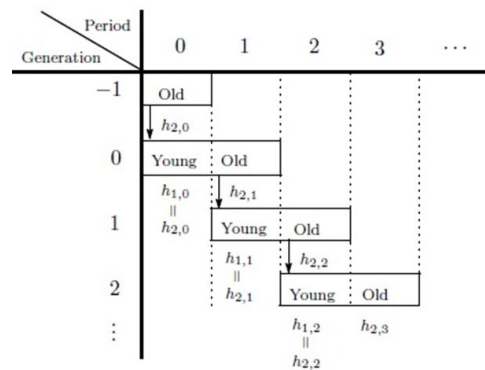 Period
Generation
0 1 2 3 ⋯
−1 Old
h₂,₀
0 Young Old
h₁,₀ h₂,₁
||
h₂,₀
1 Young Old
h₁,₁ h₂,₂
||
h₂,₁
2 Young Old
⋮ h₁,₂ h₂,₃
||
h₂,₂